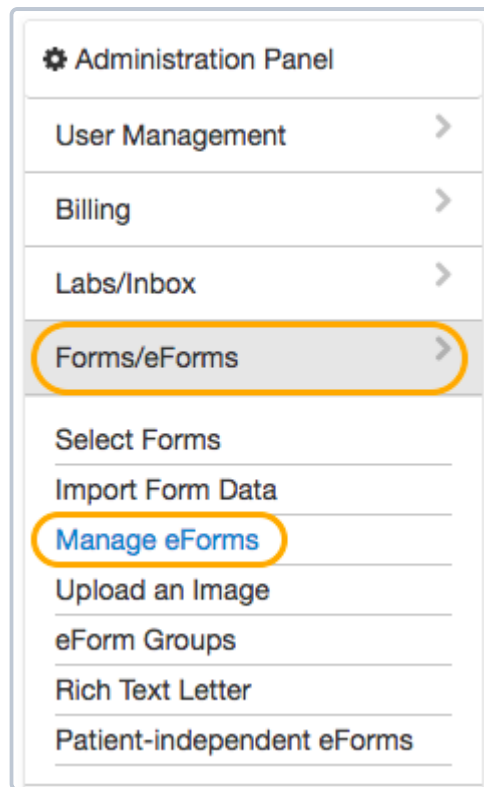 Administration Panel
User Management
Billing
Labs/Inbox
Forms/eForms
Select Forms
Import Form Data
Manage eForms
Upload an Image
eForm Groups
Rich Text Letter
Patient-independent eForms